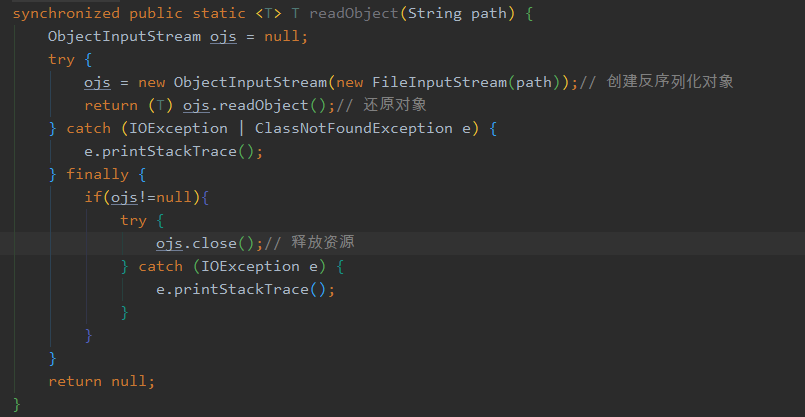 synchronized public static <T> T readObject(String path) {
    ObjectInputStream ojs = null;
    try {
        ojs = new ObjectInputStream(new FileInputStream(path));// 创建反序列化对象
        return (T) ojs.readObject();// 还原对象
    } catch (IOException | ClassNotFoundException e) {
        e.printStackTrace();
    } finally {
        if(ojs!=null){
            try {
                ojs.close();// 释放资源
            } catch (IOException e) {
                e.printStackTrace();
            }
        }
    }
    return null;
}